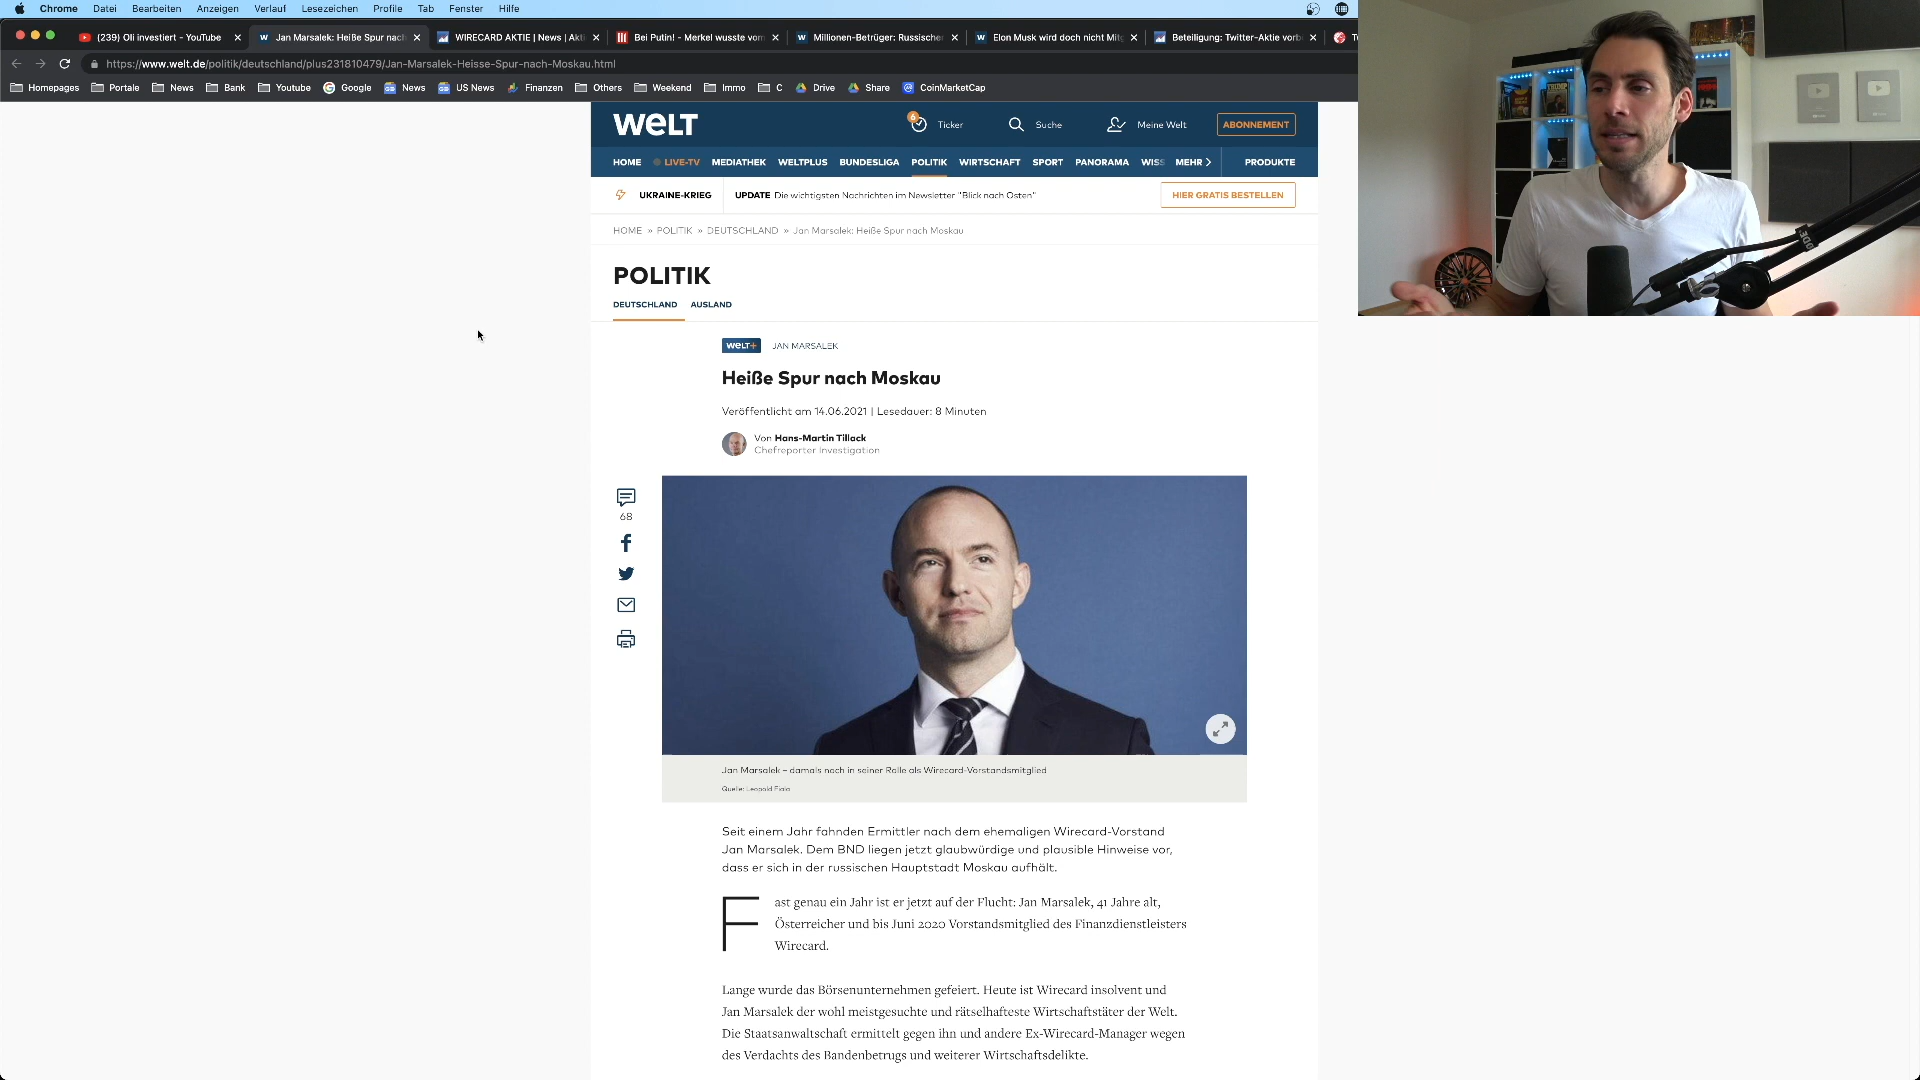 Chrome Datei Bearbeiten Anzeigen Verlauf Lesezeichen Profile Tab Fenster Hilfe
(239) Oli investiert - YouTube
Jan Marsalek: Heiße Spur nach
WIRECARD AKTIE | News | Akti
Bei Putin! - Merkel wusste von
Millionen-Betrüger: Russische
Elon Musk wird doch nicht Mitg
Beteiligung: Twitter-Aktie vorb
https://www.welt.de/politik/deutschland/plus231810479/Jan-Marsalek-Heisse-Spur-nach-Moskau.html
Homepages Portale News Bank Youtube Google News US News Finanzen Others Weekend Immo C Drive Share CoinMarketCap
WELT
6 Ticker Suche Meine Welt ABONNEMENT
HOME LIVE-TV MEDIATHEK WELTPLUS BUNDESLIGA POLITIK WIRTSCHAFT SPORT PANORAMA WISS MEHR PRODUKTE
UKRAINE-KRIEG UPDATE Die wichtigsten Nachrichten im Newsletter "Blick nach Osten" HIER GRATIS BESTELLEN
HOME » POLITIK » DEUTSCHLAND » Jan Marsalek: Heiße Spur nach Moskau
POLITIK
DEUTSCHLAND AUSLAND
WELT+ JAN MARSALEK
Heiße Spur nach Moskau
Veröffentlicht am 14.06.2021 | Lesedauer: 8 Minuten
Von Hans-Martin Tillack
Chefreporter Investigation
68
Jan Marsalek – damals noch in seiner Rolle als Wirecard-Vorstandsmitglied
Quelle: Leopold Fiala
Seit einem Jahr fahnden Ermittler nach dem ehemaligen Wirecard-Vorstand
Jan Marsalek. Dem BND liegen jetzt glaubwürdige und plausible Hinweise vor,
dass er sich in der russischen Hauptstadt Moskau aufhält.
Fast genau ein Jahr ist er jetzt auf der Flucht: Jan Marsalek, 41 Jahre alt,
Österreicher und bis Juni 2020 Vorstandsmitglied des Finanzdienstleisters
Wirecard.
Lange wurde das Börsenunternehmen gefeiert. Heute ist Wirecard insolvent und
Jan Marsalek der wohl meistgesuchte und rätselhafteste Wirtschaftstäter der Welt.
Die Staatsanwaltschaft ermittelt gegen ihn und andere Ex-Wirecard-Manager wegen
des Verdachts des Bandenbetrugs und weiterer Wirtschaftsdelikte.